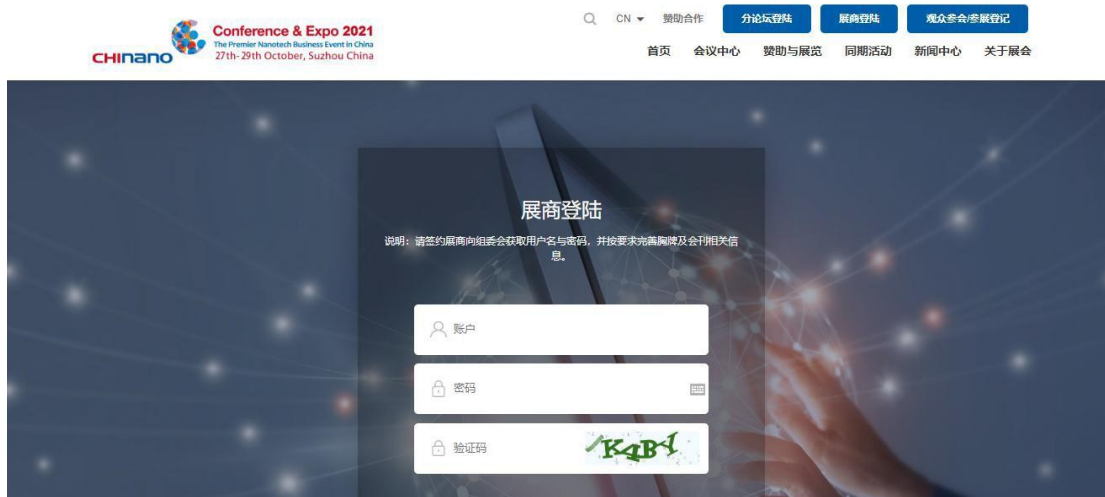 CHInano
Conference & Expo 2021
The Premier Nanotech Business Event in China
27th-29th October, Suzhou China
CN
赞助合作
分论坛登陆
展商登陆
观众参会/参展登记
首页
会议中心
赞助与展览
同期活动
新闻中心
关于展会
展商登陆
说明:请签约展商向组委会获取用户名与密码,并按要求完善胸牌及会刊相关信
息。
账户
密码
验证码